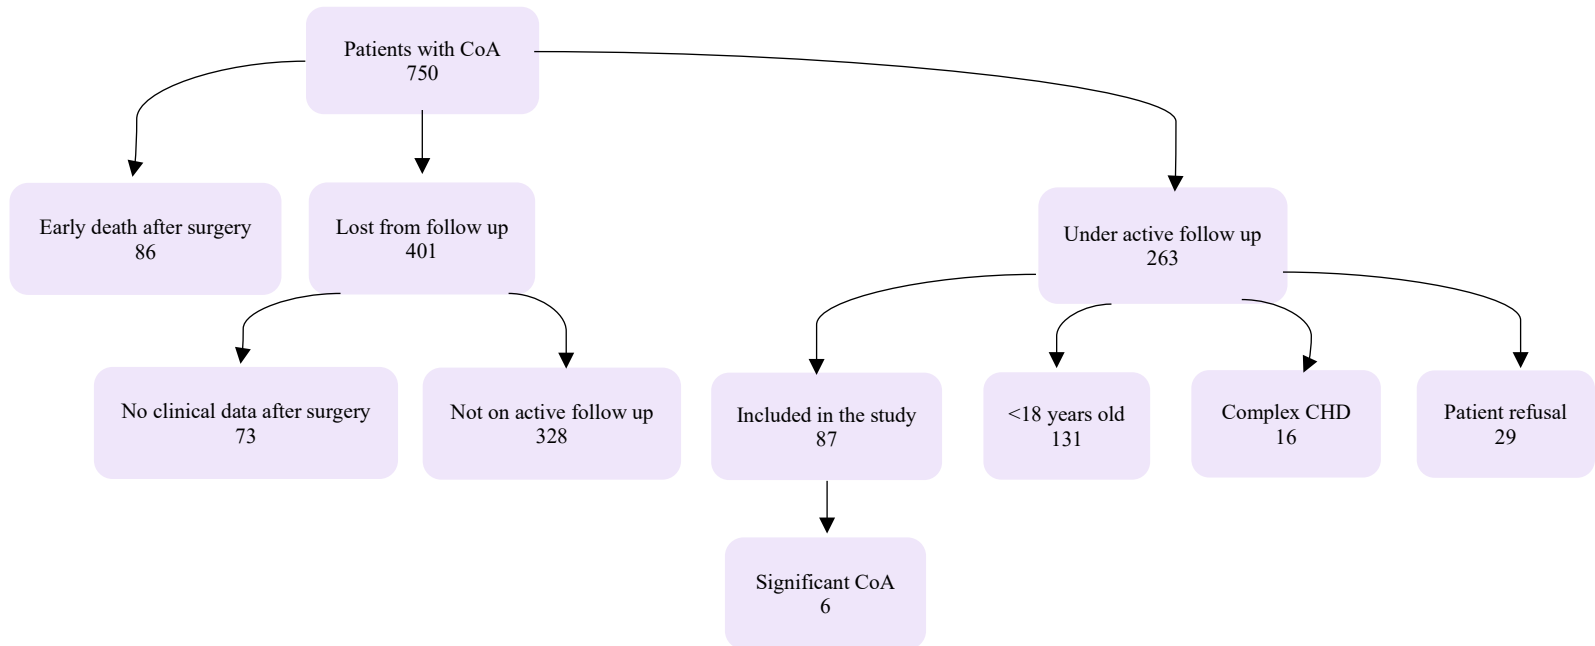 Patients with CoA
750
Early death after surgery
86
Lost from follow up
401
Under active follow up
263
No clinical data after surgery
73
Not on active follow up
328
Included in the study
87
<18 years old
131
Complex CHD
16
Patient refusal
29
Significant CoA
6